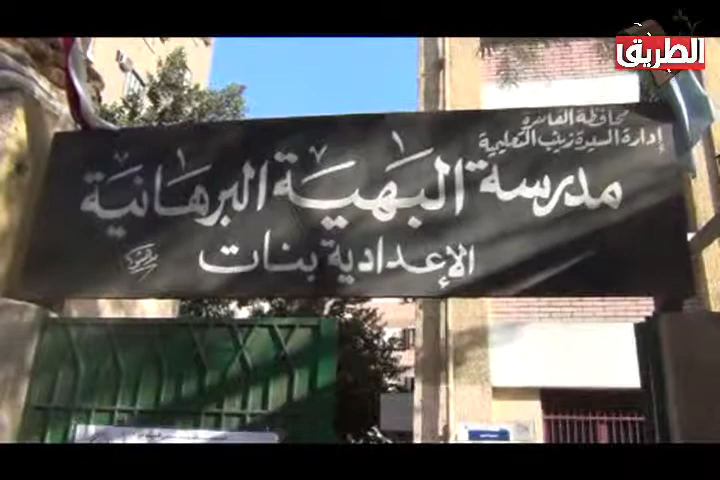 الطريق
محافظة القاهرة
إدارة السيدة زينب التعليمية
مدرسة البهية البرهانية
الإعدادية بنات